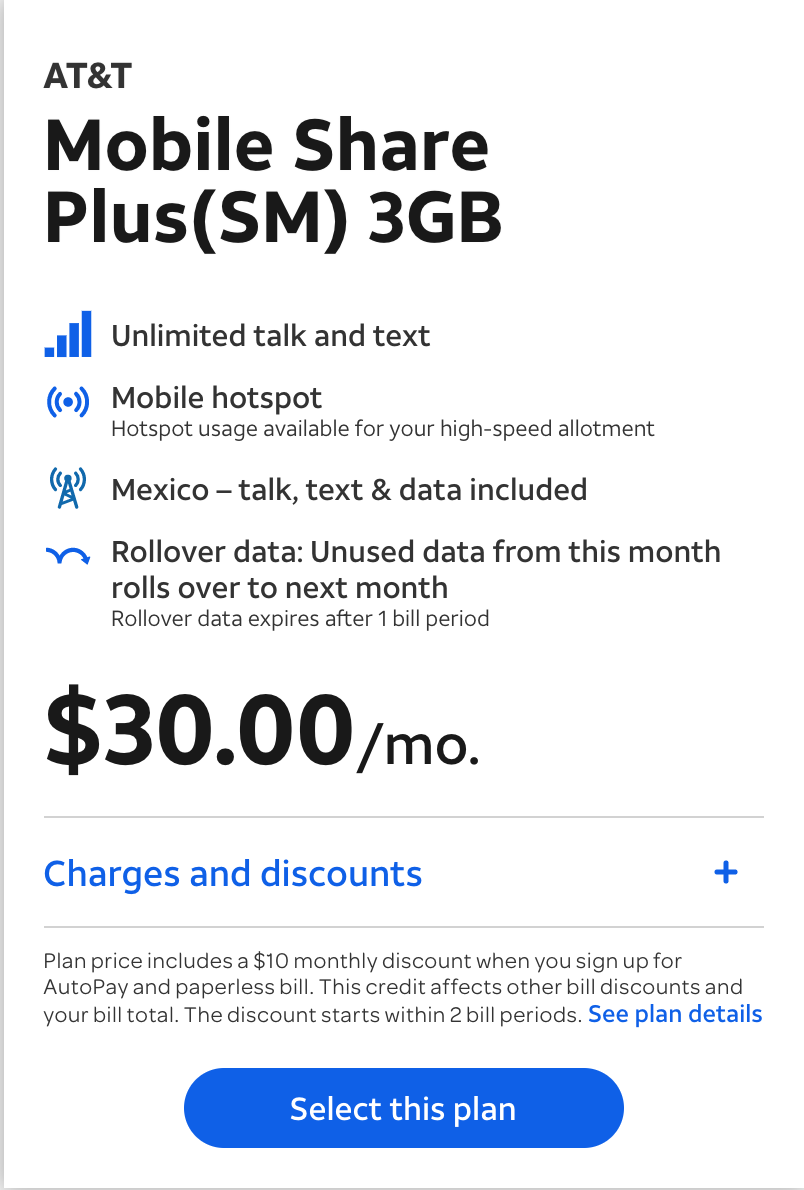 AT&T
Mobile Share
Plus(SM) 3GB
Unlimited talk and text
Mobile hotspot
Hotspot usage available for your high-speed allotment
Mexico – talk, text & data included
Rollover data: Unused data from this month
rolls over to next month
Rollover data expires after 1 bill period
$30.00/mo.
Charges and discounts +
Plan price includes a $10 monthly discount when you sign up for
AutoPay and paperless bill. This credit affects other bill discounts and
your bill total. The discount starts within 2 bill periods. See plan details
Select this plan